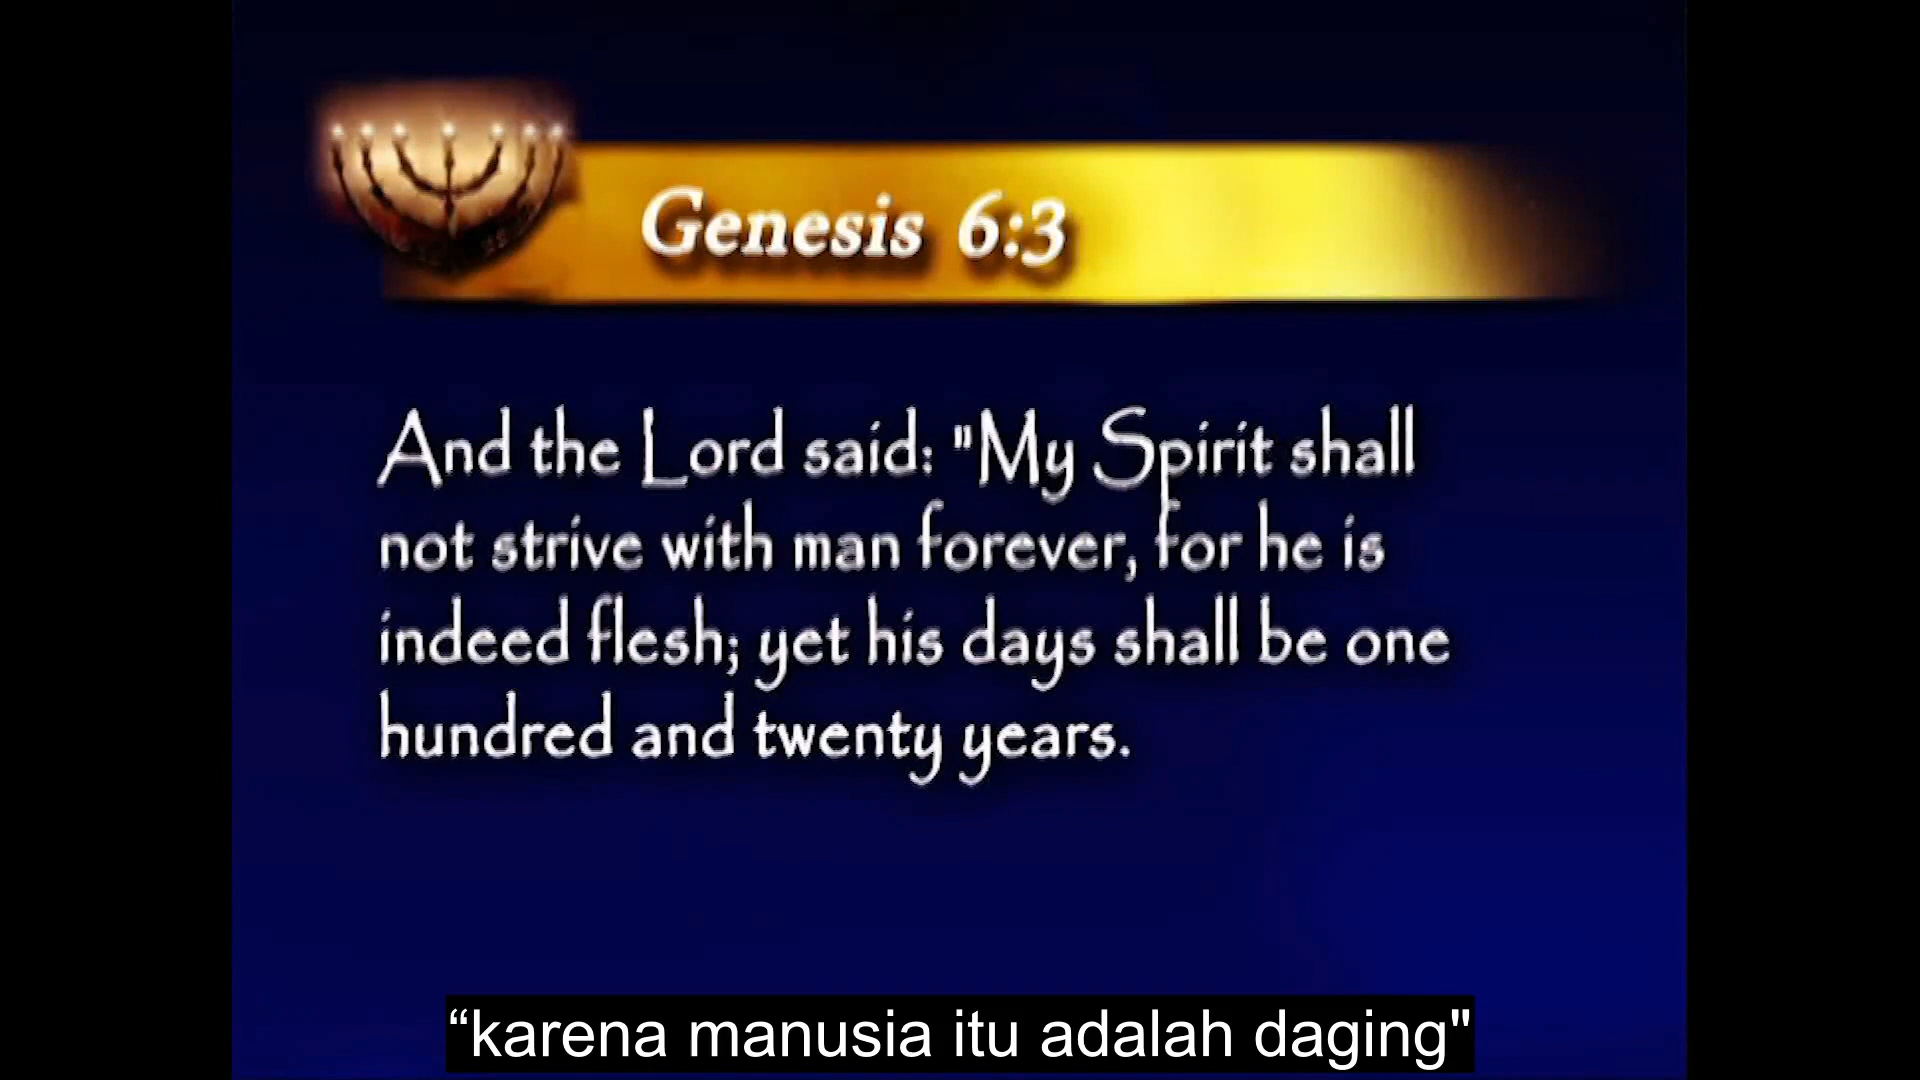 Genesis 6:3
And the Lord said: "My Spirit shall
not strive with man forever, for he is
indeed flesh; yet his days shall be one
hundred and twenty years.
“karena manusia itu adalah daging"